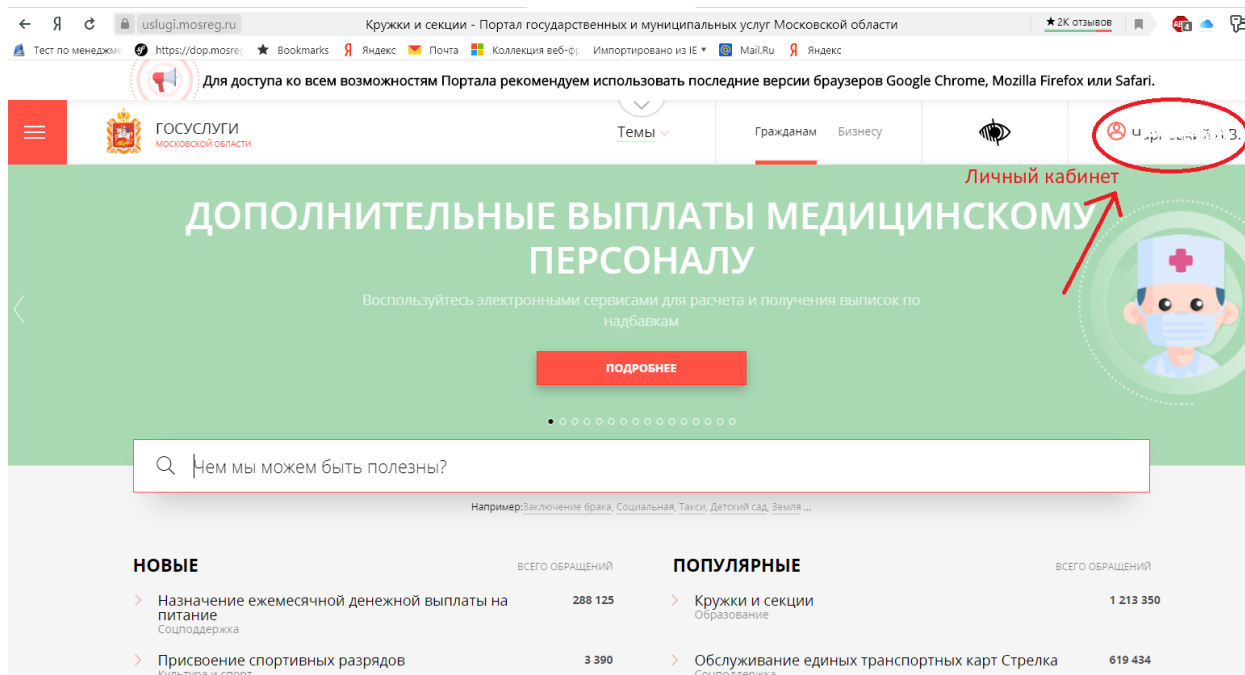 uslugi.mosreg.ru Кружки и секции - Портал государственных и муниципальных услуг Московской области ★2K отзывов
Тест по менеджме https://dop.mosreg Bookmarks Яндекс Почта Коллекция веб-фр Импортировано из IE Mail.Ru Яндекс
Для доступа ко всем возможностям Портала рекомендуем использовать последние версии браузеров Google Chrome, Mozilla Firefox или Safari.
ГОСУСЛУГИ
МОСКОВСКОЙ ОБЛАСТИ
Темы
Гражданам Бизнесу
Личный кабинет
ДОПОЛНИТЕЛЬНЫЕ ВЫПЛАТЫ МЕДИЦИНСКОМУ
ПЕРСОНАЛУ
Воспользуйтесь электронными сервисами для расчета и получения выписок по
надбавкам
ПОДРОБНЕЕ
Чем мы можем быть полезны?
Например:Заключение брака, Социальная, Такси, Детский сад, Земля ...
НОВЫЕ ВСЕГО ОБРАЩЕНИЙ
Назначение ежемесячной денежной выплаты на 288 125
питание
Соцподдержка
Присвоение спортивных разрядов 3 390
Культура и спорт
ПОПУЛЯРНЫЕ ВСЕГО ОБРАЩЕНИЙ
Кружки и секции 1 213 350
Образование
Обслуживание единых транспортных карт Стрелка 619 434
Соцподдержка